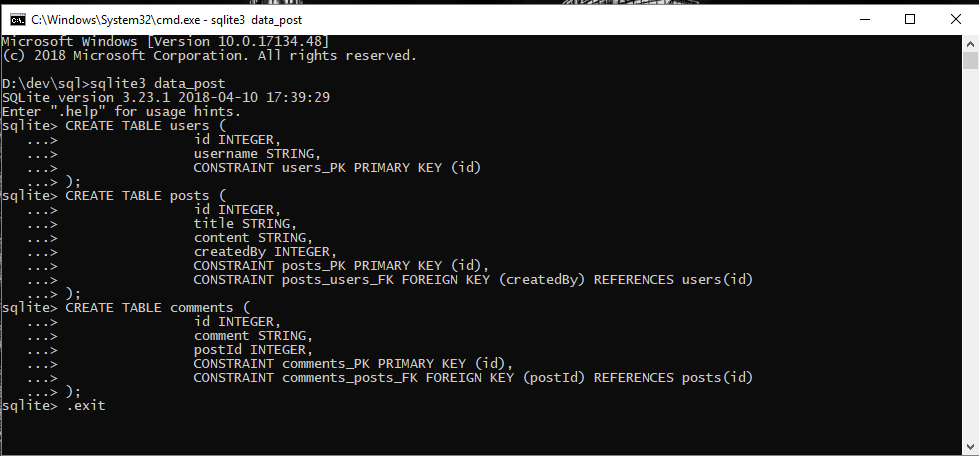 C:\Windows\System32\cmd.exe - sqlite3  data_post
Microsoft Windows [Version 10.0.17134.48]
(c) 2018 Microsoft Corporation. All rights reserved.

D:\dev\sql>sqlite3 data_post
SQLite version 3.23.1 2018-04-10 17:39:29
Enter ".help" for usage hints.
sqlite> CREATE TABLE users (
   ...>                 id INTEGER,
   ...>                 username STRING,
   ...>                 CONSTRAINT users_PK PRIMARY KEY (id)
   ...> );
sqlite> CREATE TABLE posts (
   ...>                 id INTEGER,
   ...>                 title STRING,
   ...>                 content STRING,
   ...>                 createdBy INTEGER,
   ...>                 CONSTRAINT posts_PK PRIMARY KEY (id),
   ...>                 CONSTRAINT posts_users_FK FOREIGN KEY (createdBy) REFERENCES users(id)
   ...> );
sqlite> CREATE TABLE comments (
   ...>                 id INTEGER,
   ...>                 comment STRING,
   ...>                 postId INTEGER,
   ...>                 CONSTRAINT comments_PK PRIMARY KEY (id),
   ...>                 CONSTRAINT comments_posts_FK FOREIGN KEY (postId) REFERENCES posts(id)
   ...> );
sqlite> .exit